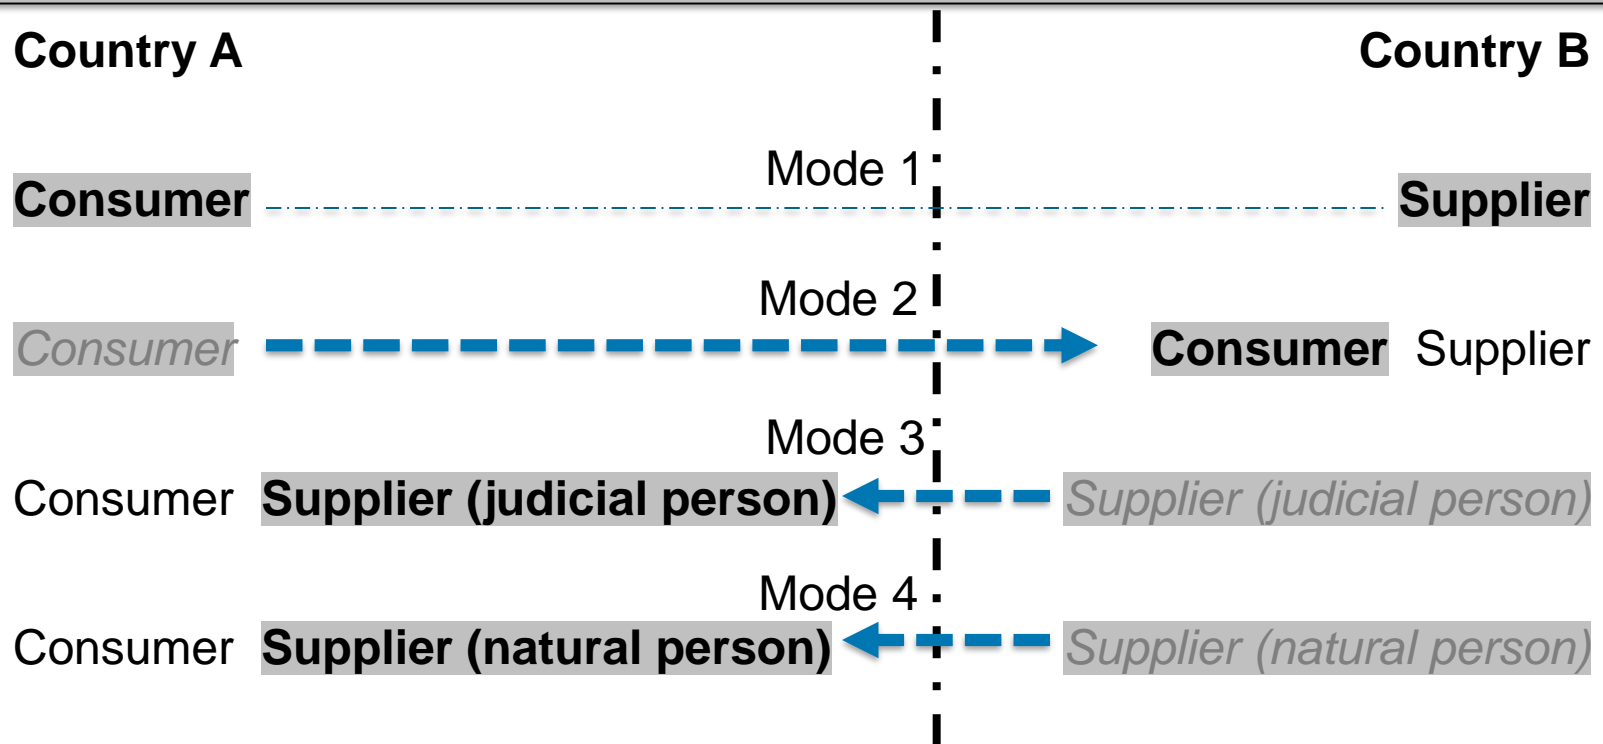 Country A Country B
Mode 1
Consumer Supplier
Mode 2
Consumer Consumer Supplier
Mode 3
Consumer Supplier (judicial person) Supplier (judicial person)
Mode 4
Consumer Supplier (natural person) Supplier (natural person)